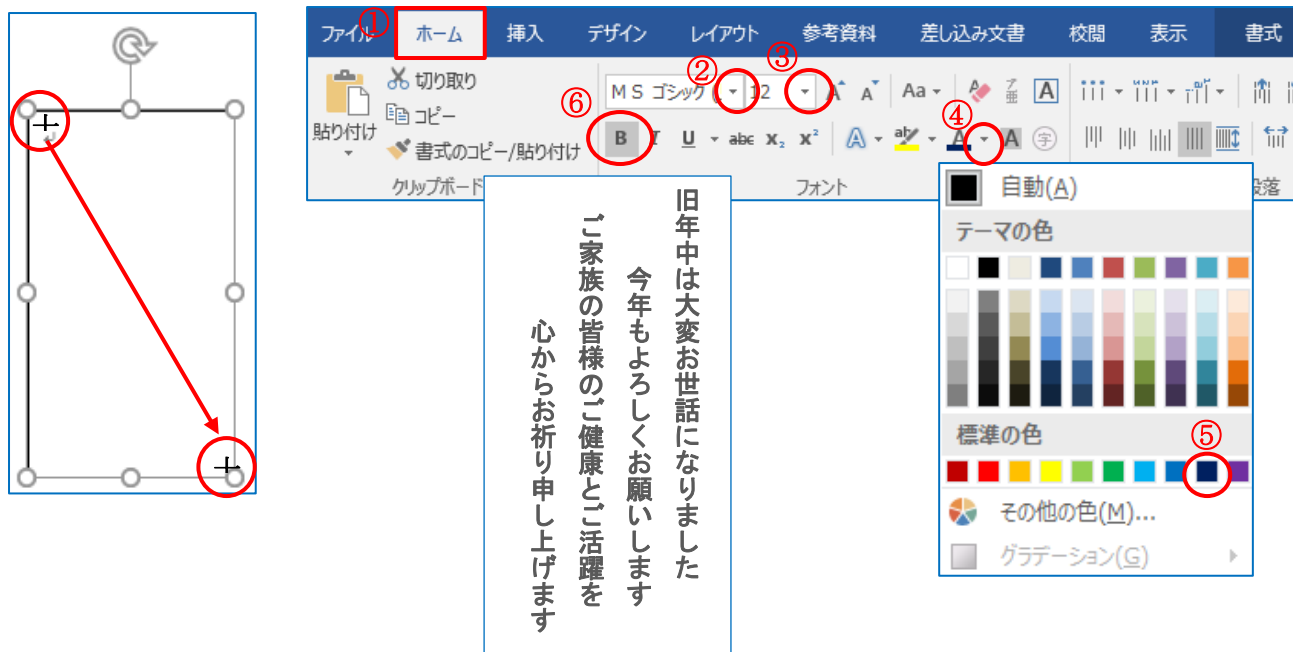 ①
ファイル ホーム 挿入 デザイン レイアウト 参考資料 差し込み文書 校閲 表示 書式
② ③
切り取り
コピー
書式のコピー/貼り付け
貼り付け
クリップボード
⑥
ＭＳ ゴシック 12 A A Aa ア亜 A
④
B I U abc x₂ x² A aby A A 字
フォント
段落
旧年中は大変お世話になりました
今年もよろしくお願いします
ご家族の皆様のご健康とご活躍を
心からお祈り申し上げます
自動(A)
テーマの色
標準の色
⑤
その他の色(M)...
グラデーション(G)